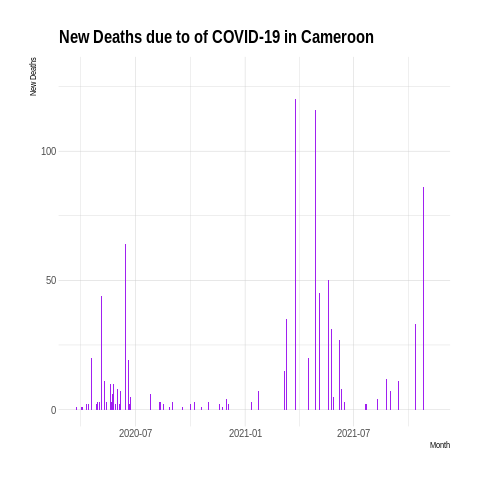 New Deaths due to of COVID-19 in Cameroon
New Deaths
100
50
0
2020-07
2021-01
2021-07
Month